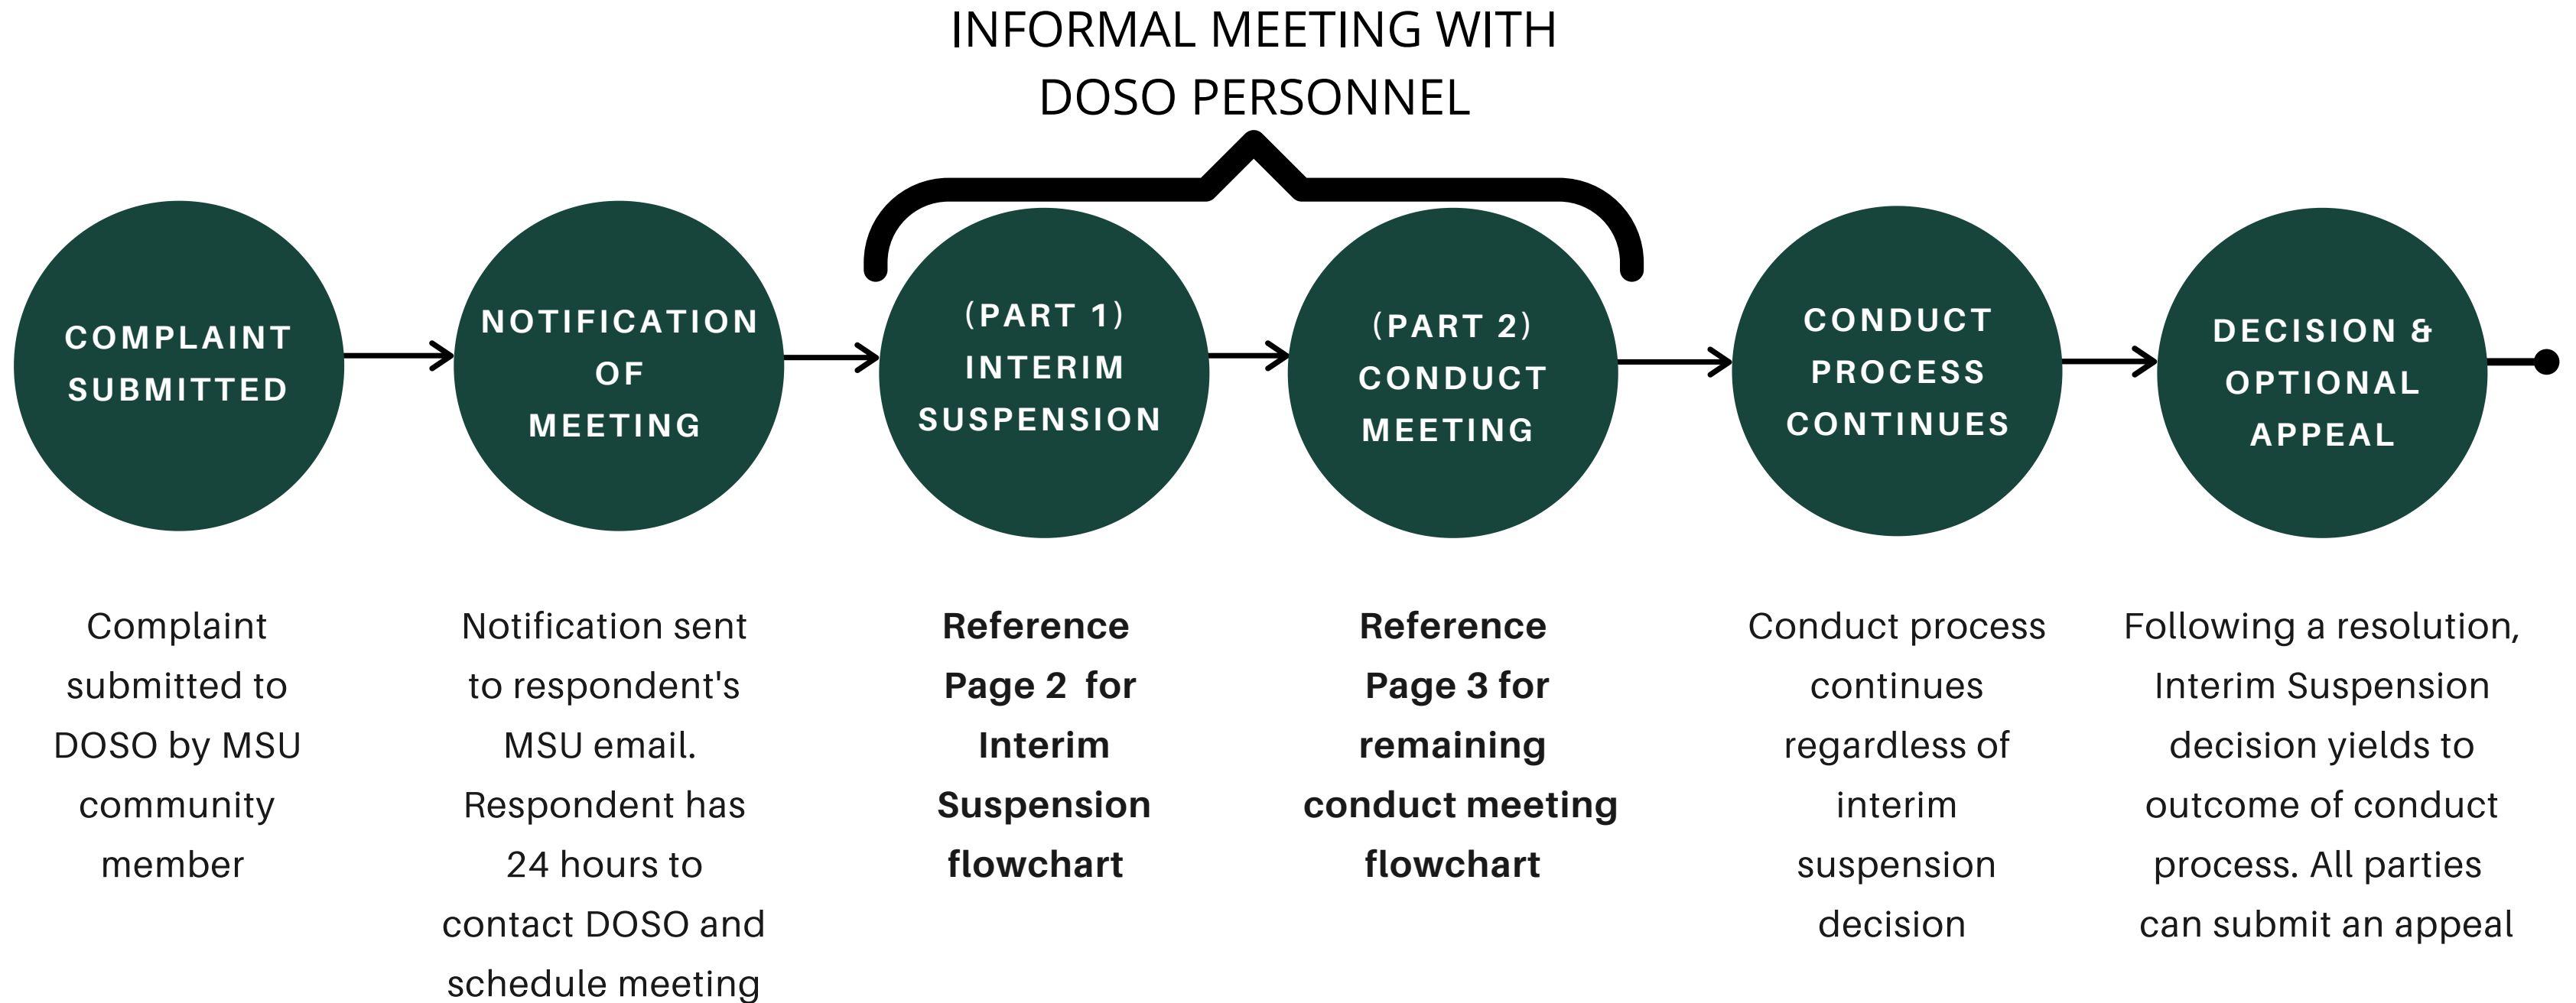 INFORMAL MEETING WITH
DOSO PERSONNEL
COMPLAINT
SUBMITTED
NOTIFICATION
OF
MEETING
(PART 1)
INTERIM
SUSPENSION
(PART 2)
CONDUCT
MEETING
CONDUCT
PROCESS
CONTINUES
DECISION &
OPTIONAL
APPEAL
Complaint
submitted to
DOSO by MSU
community
member
Notification sent
to respondent's
MSU email.
Respondent has
24 hours to
contact DOSO and
schedule meeting
Reference
Page 2 for
Interim
Suspension
flowchart
Reference
Page 3 for
remaining
conduct meeting
flowchart
Conduct process
continues
regardless of
interim
suspension
decision
Following a resolution,
Interim Suspension
decision yields to
outcome of conduct
process. All parties
can submit an appeal